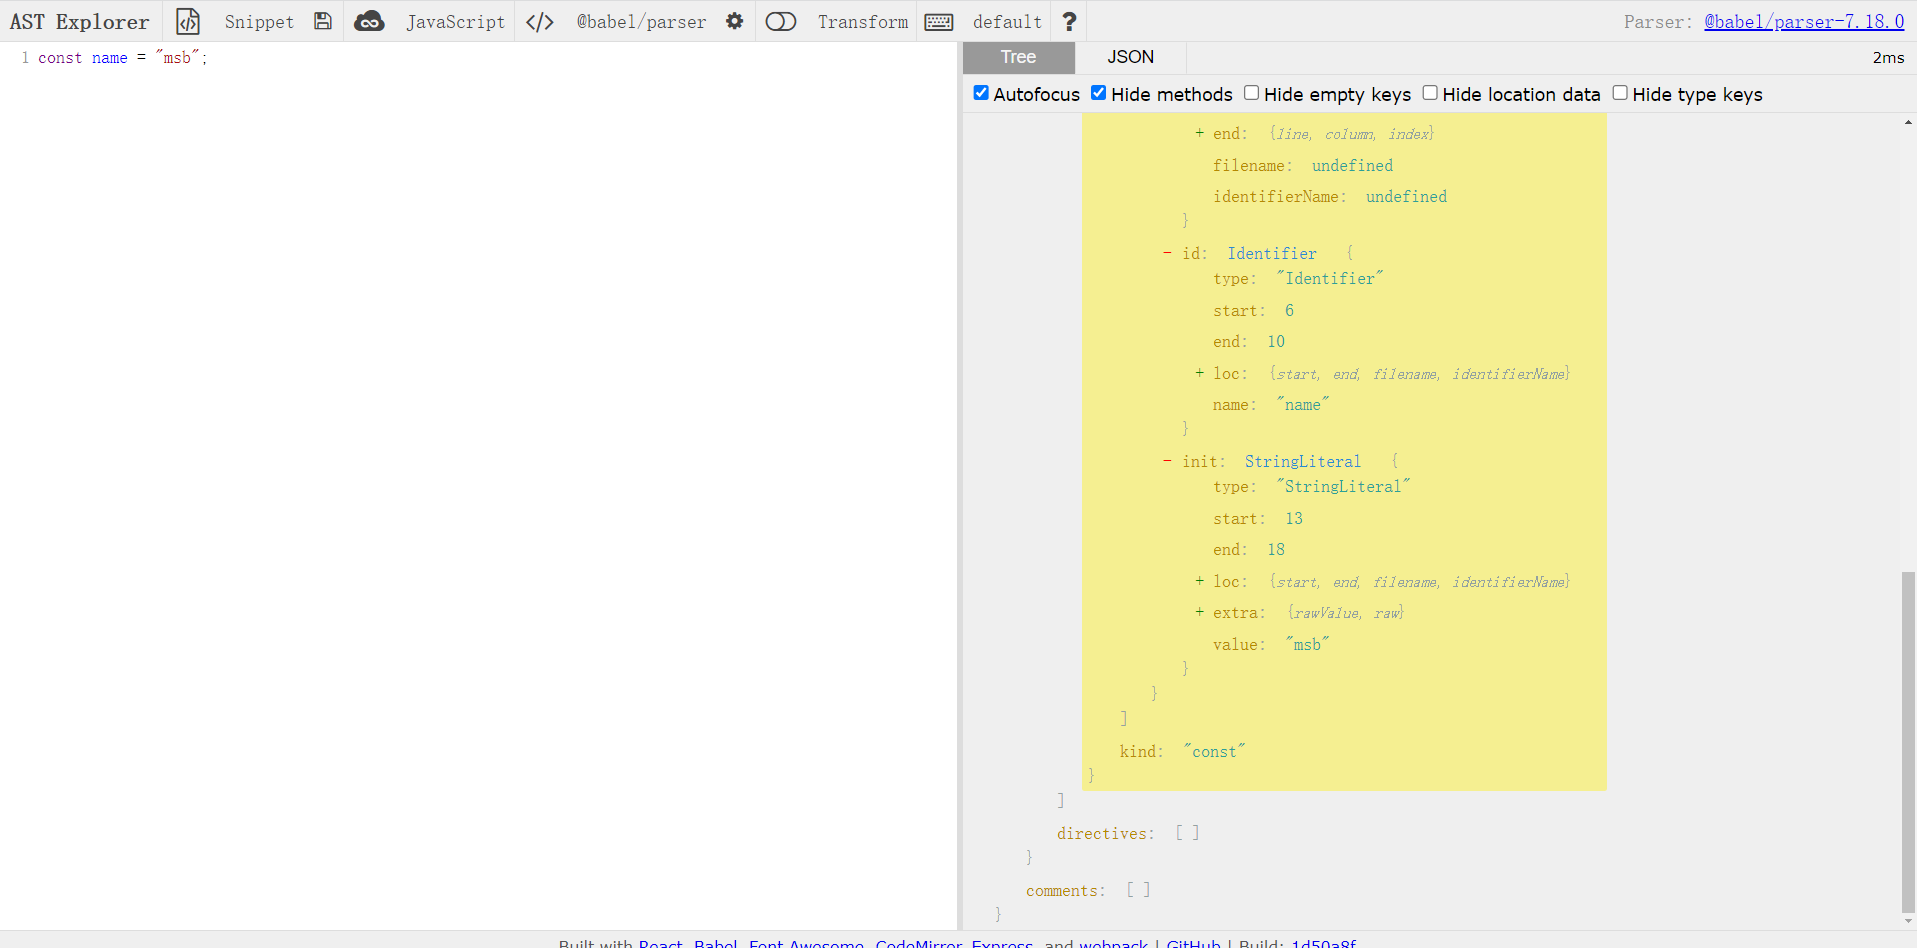 AST Explorer Snippet JavaScript </> @babel/parser Transform default ? Parser: @babel/parser-7.18.0
1 const name = "msb";
Tree JSON 2ms
Autofocus Hide methods Hide empty keys Hide location data Hide type keys
+ end: {line, column, index}
filename: undefined
identifierName: undefined
}
- id: Identifier {
type: "Identifier"
start: 6
end: 10
+ loc: {start, end, filename, identifierName}
name: "name"
}
- init: StringLiteral {
type: "StringLiteral"
start: 13
end: 18
+ loc: {start, end, filename, identifierName}
+ extra: {rawValue, raw}
value: "msb"
}
}
]
kind: "const"
}
]
directives: [ ]
}
comments: [ ]
}
Built with React, Babel, Font Awesome, CodeMirror, Express, and webpack | GitHub | Build: 1d50a8f